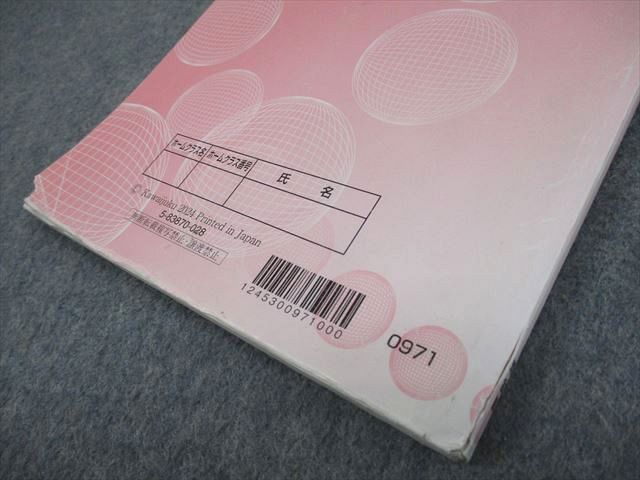 ホームクラス名 ホームクラス番号 氏 名
© Kawaijuku 2024 Printed in Japan
5-83870-028
無断転載複写禁止・譲渡禁止
1245300971000
0971